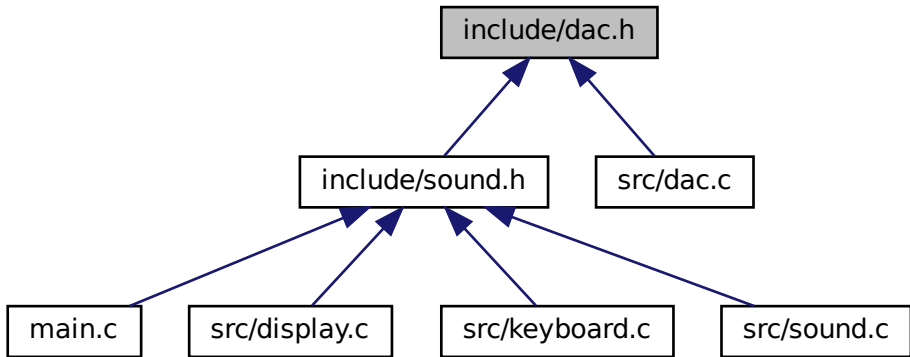 include/dac.h
include/sound.h
src/dac.c
main.c
src/display.c
src/keyboard.c
src/sound.c